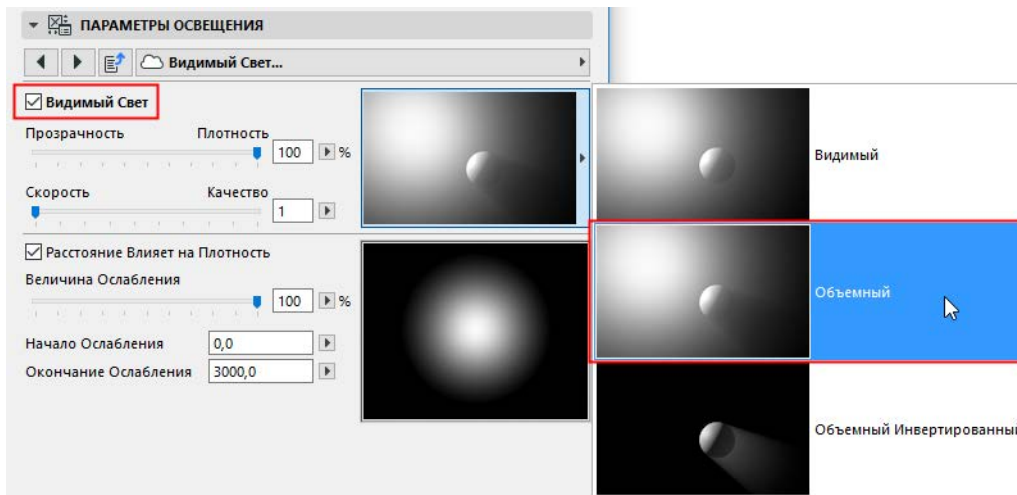 ПАРАМЕТРЫ ОСВЕЩЕНИЯ
Видимый Свет...
Видимый Свет
Прозрачность Плотность
100 %
Скорость Качество
1
Расстояние Влияет на Плотность
Величина Ослабления
100 %
Начало Ослабления 0,0
Окончание Ослабления 3000,0
Видимый
Объемный
Объемный Инвертированный